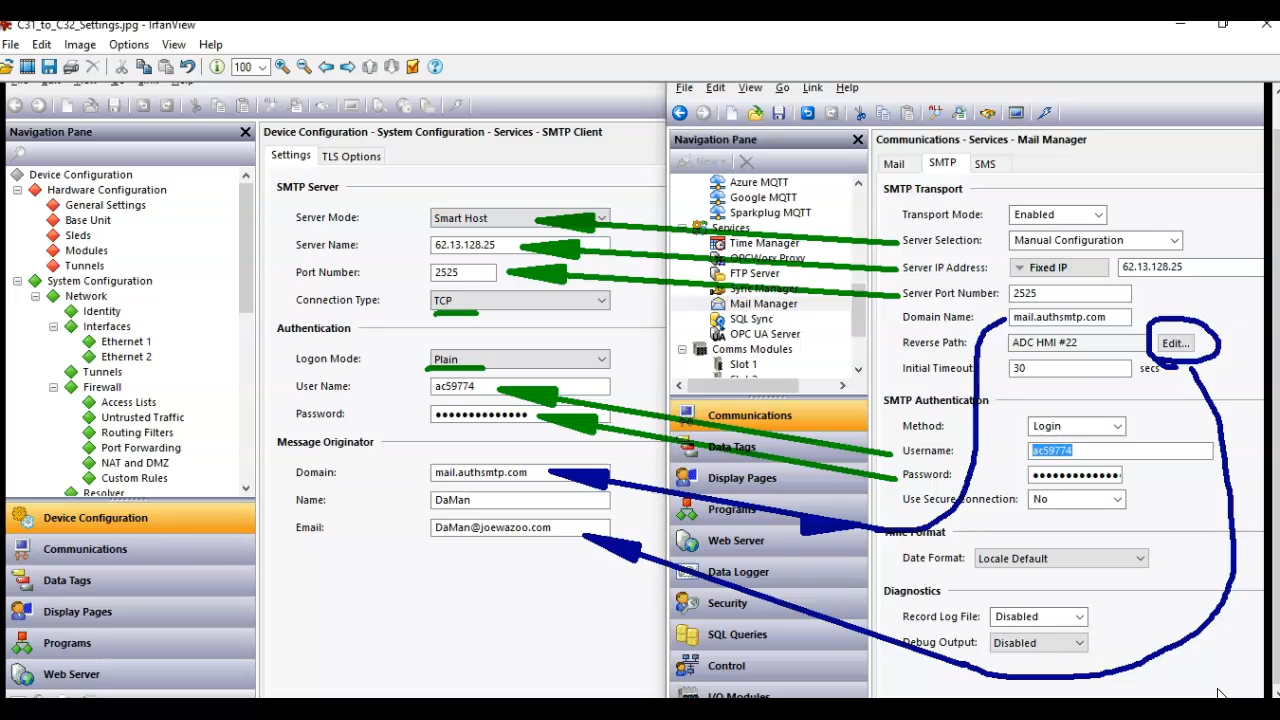 C31_to_C32_Settings.jpg - IrfanView
File Edit Image Options View Help
100
File Edit View Go Link Help
Navigation Pane
Device Configuration - System Configuration - Services - SMTP Client
Settings TLS Options
Device Configuration
Hardware Configuration
General Settings
Base Unit
Sleds
Modules
Tunnels
System Configuration
Network
Identity
Interfaces
Ethernet 1
Ethernet 2
Tunnels
Firewall
Access Lists
Untrusted Traffic
Routing Filters
Port Forwarding
NAT and DMZ
Custom Rules
Resolver
Device Configuration
Communications
Data Tags
Display Pages
Programs
Web Server
SMTP Server
Server Mode: Smart Host
Server Name: 62.13.128.25
Port Number: 2525
Connection Type: TCP
Authentication
Logon Mode: Plain
User Name: ac59774
Password: ●●●●●●●●●●●●●●
Message Originator
Domain: mail.authsmtp.com
Name: DaMan
Email: DaMan@joewazoo.com
Navigation Pane
New
Azure MQTT
Google MQTT
Sparkplug MQTT
Services
Time Manager
OPCWorx Proxy
FTP Server
Sync Manager
Mail Manager
SQL Sync
OPC UA Server
Comms Modules
Slot 1
Communications
Data Tags
Display Pages
Programs
Web Server
Data Logger
Security
SQL Queries
Control
I/O Modules
Communications - Services - Mail Manager
Mail SMTP SMS
SMTP Transport
Transport Mode: Enabled
Server Selection: Manual Configuration
Server IP Address: Fixed IP 62.13.128.25
Server Port Number: 2525
Domain Name: mail.authsmtp.com
Reverse Path: ADC HMI #22 Edit...
Initial Timeout: 30 secs
SMTP Authentication
Method: Login
Username: ac59774
Password: ●●●●●●●●●●●●●●
Use Secure Connection: No
Time Format
Date Format: Locale Default
Diagnostics
Record Log File: Disabled
Debug Output: Disabled